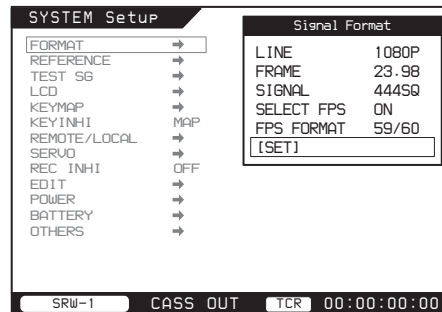 SYSTEM Setup
FORMAT ➡
REFERENCE ➡
TEST SG ➡
LCD ➡
KEYMAP ➡
KEYINHI MAP
REMOTE/LOCAL ➡
SERVO ➡
REC INHI OFF
EDIT ➡
POWER ➡
BATTERY ➡
OTHERS ➡
Signal Format
LINE 1080P
FRAME 23.98
SIGNAL 444SQ
SELECT FPS ON
FPS FORMAT 59/60
[SET]
SRW-1 CASS OUT TCR 00:00:00:00